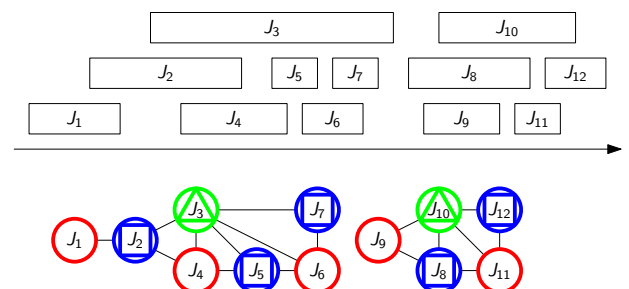 J₃ J₁₀
J₂ J₅ J₇ J₈ J₁₂
J₁ J₄ J₆ J₉ J₁₁
J₃ J₇ J₁₀ J₁₂
J₁ J₂ J₉
J₄ J₅ J₆ J₈ J₁₁